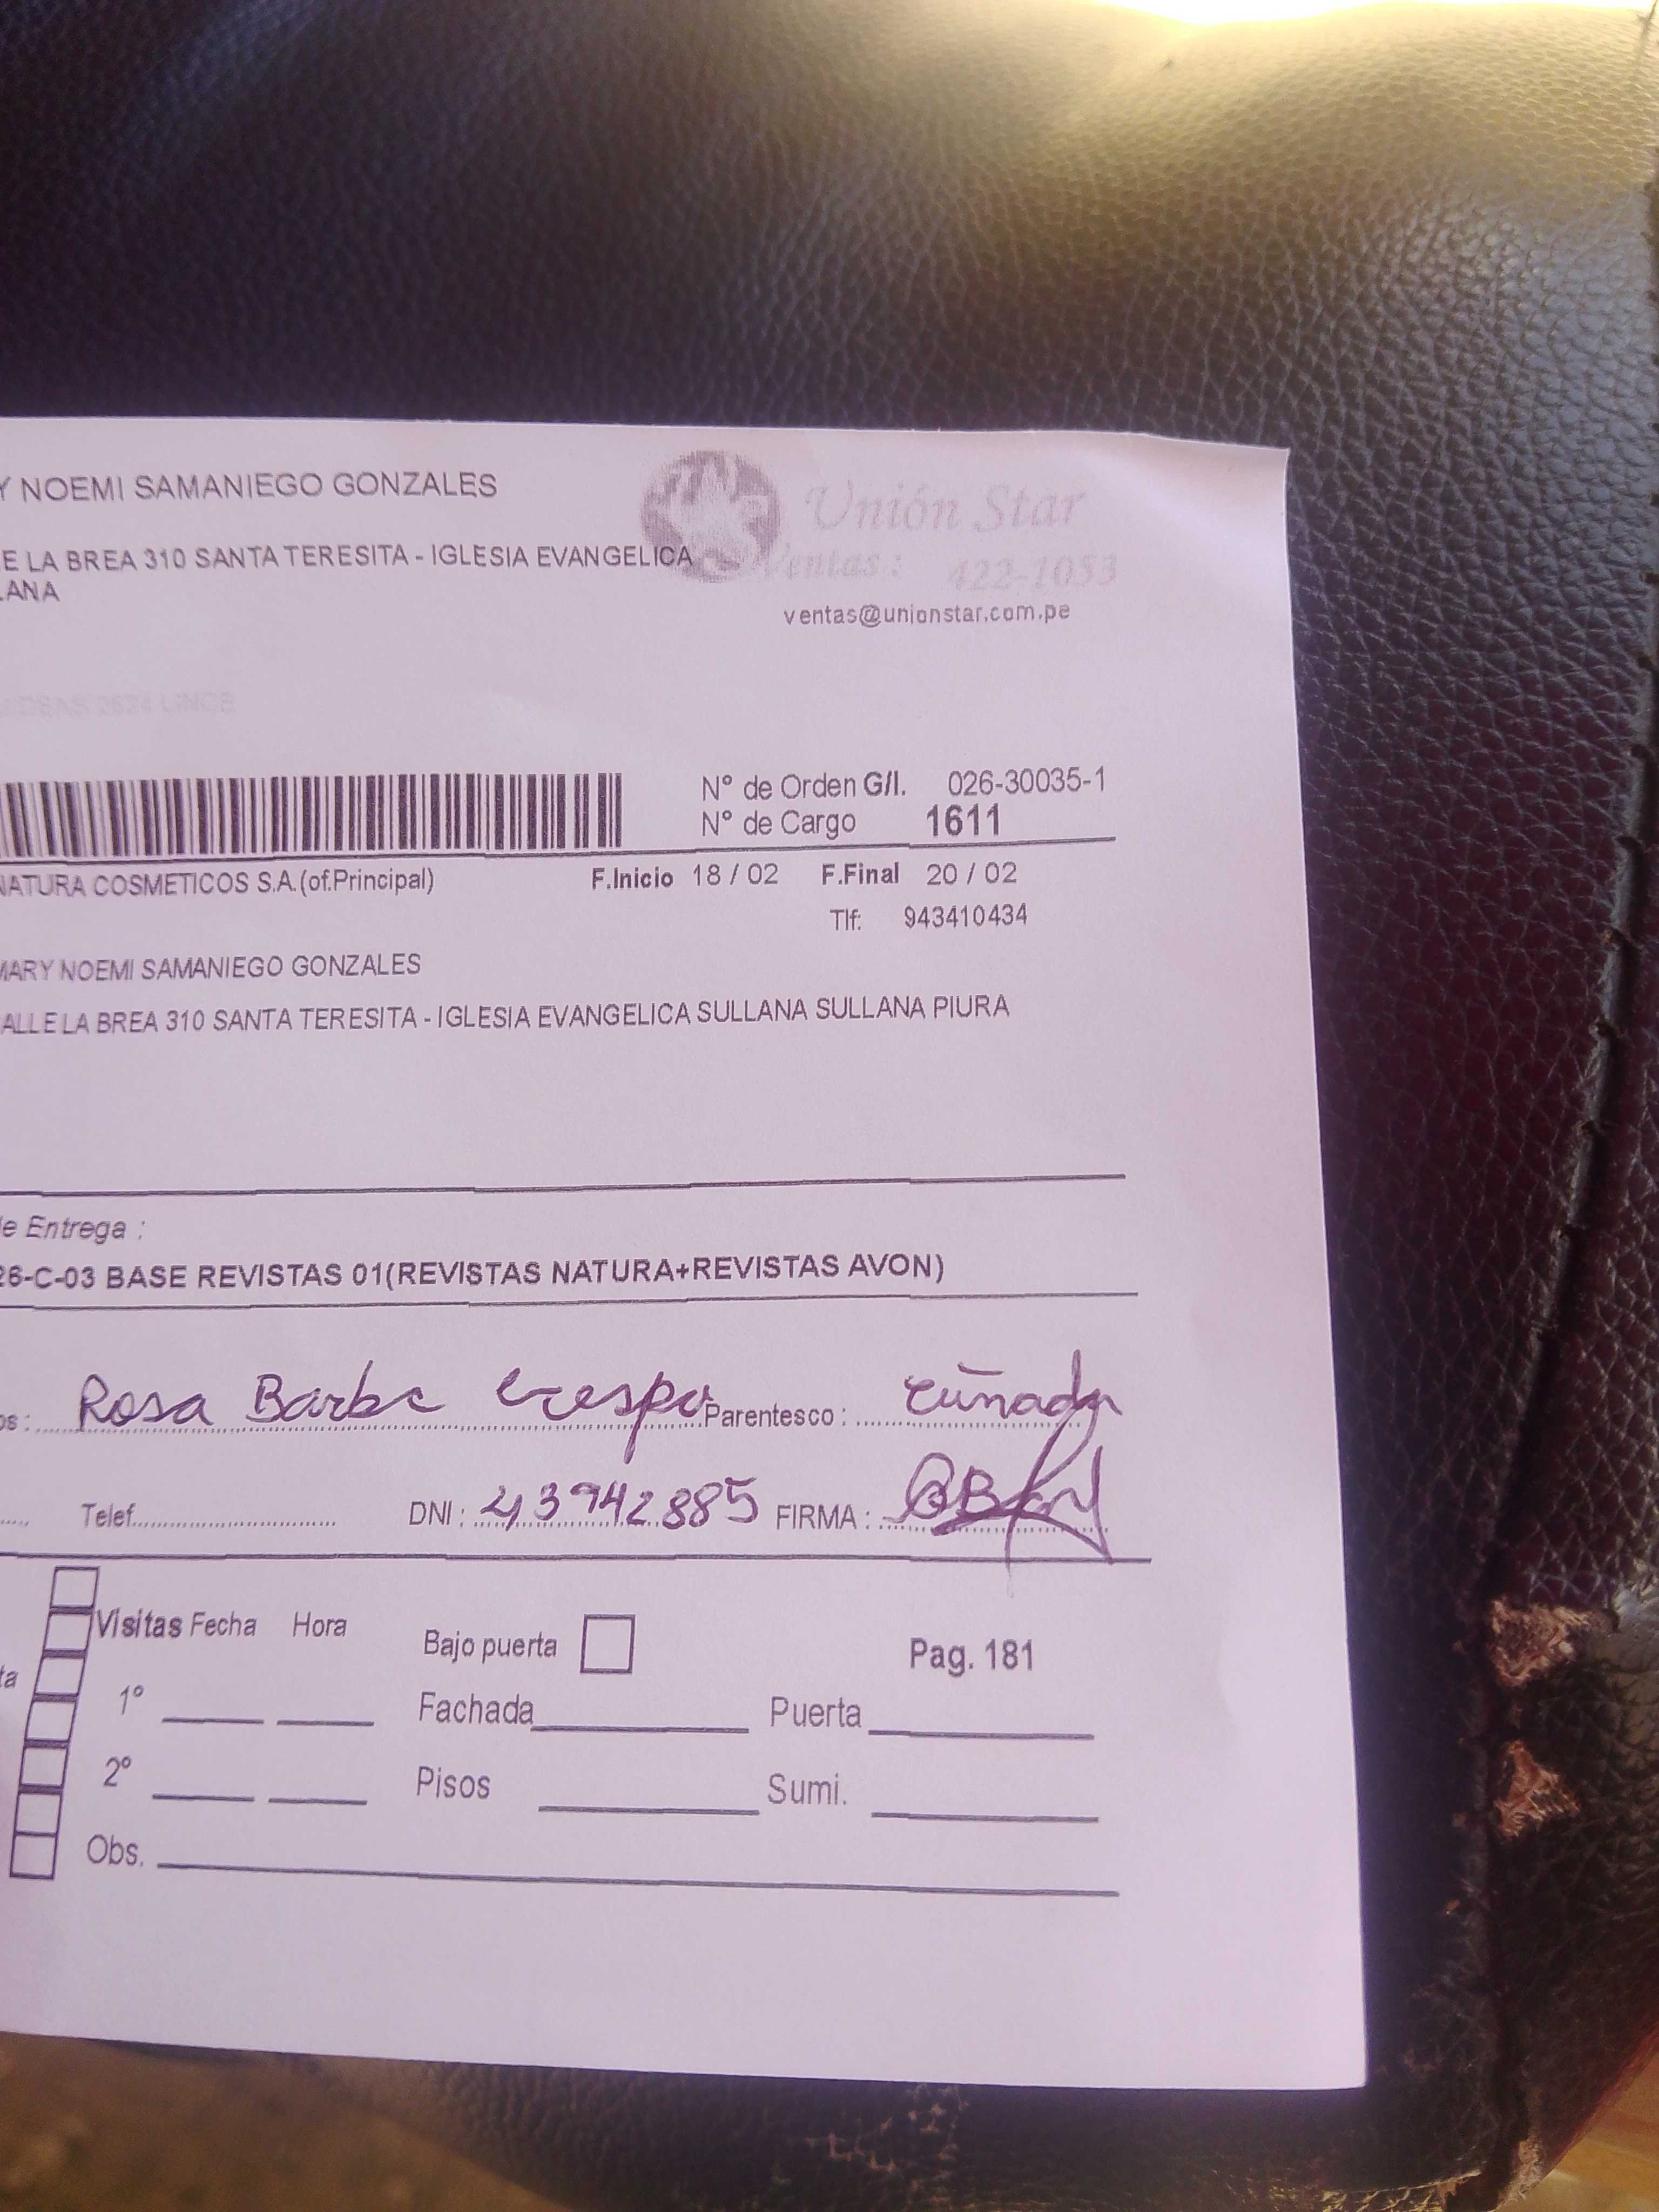 Y NOEMI SAMANIEGO GONZALES
Unión Star
E LA BREA 310 SANTA TERESITA - IGLESIA EVANGELICA
Ventas: 422-1053
LANA
ventas@unionstar.com.pe
2624 LINCE
N° de Orden G/I. 026-30035-1
N° de Cargo 1611
NATURA COSMETICOS S.A.(of.Principal) F.Inicio 18 / 02 F.Final 20 / 02
Tlf: 943410434
MARY NOEMI SAMANIEGO GONZALES
ALLE LA BREA 310 SANTA TERESITA - IGLESIA EVANGELICA SULLANA SULLANA PIURA
de Entrega :
26-C-03 BASE REVISTAS 01(REVISTAS NATURA+REVISTAS AVON)
os : Rosa Barba Crespo Parentesco : cuñada
Telef. DNI : 43942885 FIRMA :
Visitas Fecha Hora Bajo puerta Pag. 181
ta
1° Fachada Puerta
2° Pisos Sumi.
Obs.